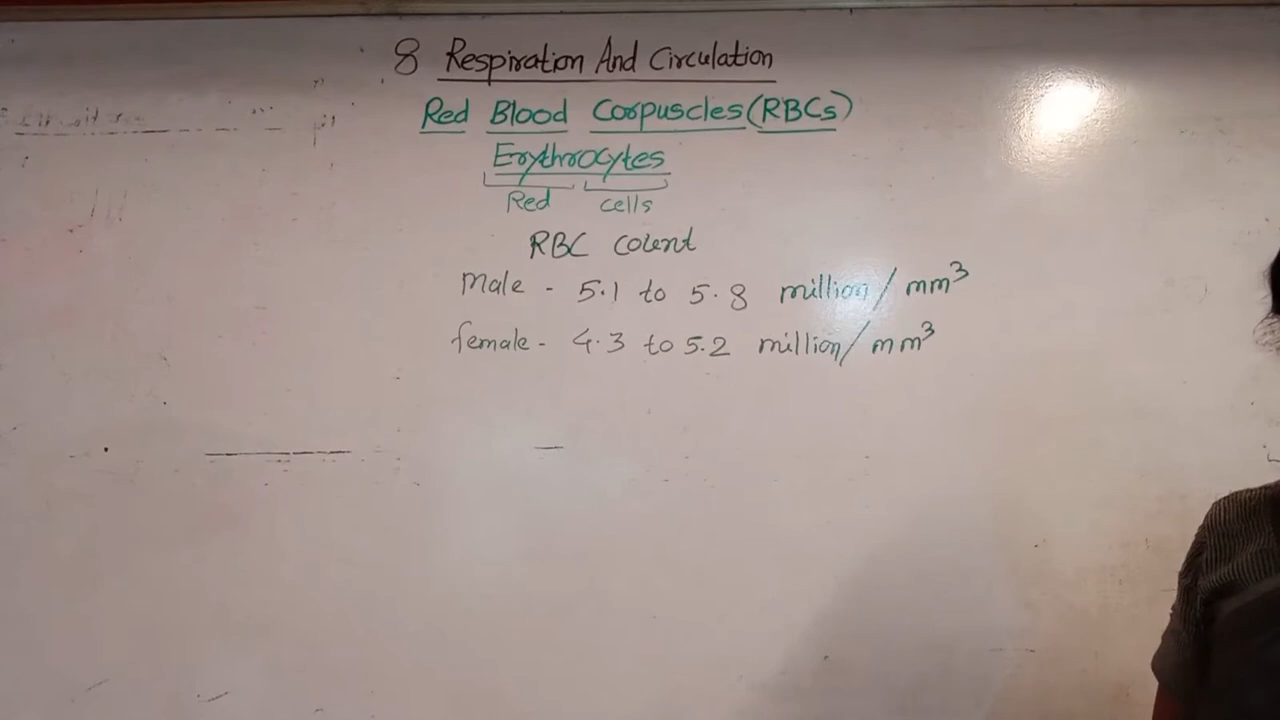 8 Respiration And Circulation
Red Blood Corpuscles (RBCs)
Erythrocytes
Red cells
RBC count
Male - 5.1 to 5.8 million/mm³
female - 4.3 to 5.2 million/mm³